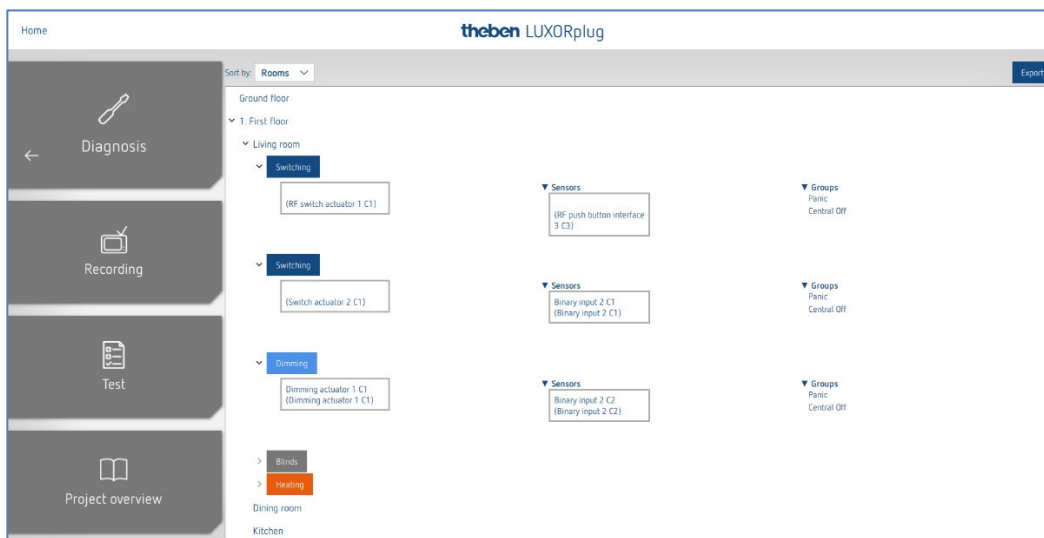 Home
theben LUXORplug
Diagnosis
Recording
Test
Project overview
Sort by: Rooms
Export
Ground floor
1. First floor
Living room
Switching
(RF switch actuator 1 C1)
Sensors
(RF push button interface
3 C3)
Groups
Panic
Central Off
Switching
(Switch actuator 2 C1)
Sensors
Binary input 2 C1
(Binary input 2 C1)
Groups
Panic
Central Off
Dimming
Dimming actuator 1 C1
(Dimming actuator 1 C1)
Sensors
Binary input 2 C2
(Binary input 2 C2)
Groups
Panic
Central Off
Blinds
Heating
Dining room
Kitchen